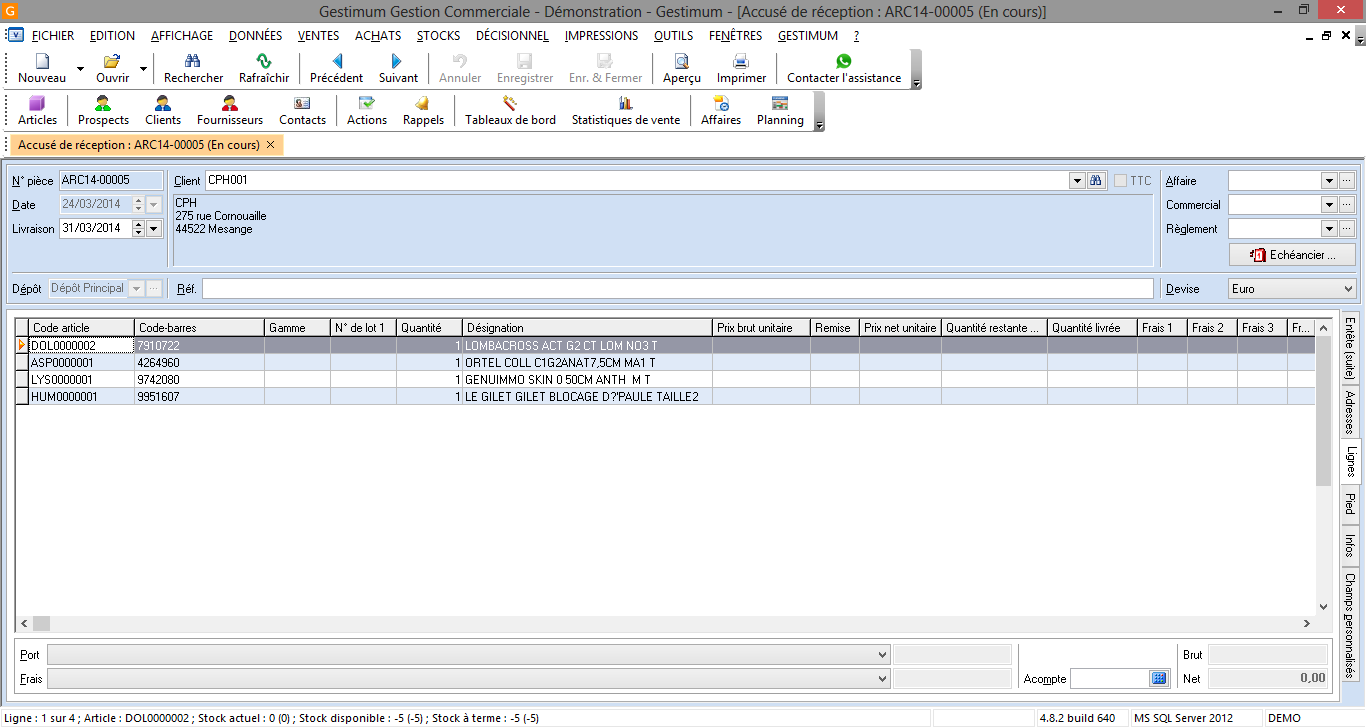 Gestimum Gestion Commerciale - Démonstration - Gestimum - [Accusé de réception : ARC14-00005 (En cours)]
FICHIER EDITION AFFICHAGE DONNÉES VENTES ACHATS STOCKS DÉCISIONNEL IMPRESSIONS OUTILS FENÊTRES GESTIMUM ?
Nouveau Ouvrir Rechercher Rafraîchir Précédent Suivant Annuler Enregistrer Enr. & Fermer Aperçu Imprimer Contacter l'assistance
Articles Prospects Clients Fournisseurs Contacts Actions Rappels Tableaux de bord Statistiques de vente Affaires Planning
Accusé de réception : ARC14-00005 (En cours)
N° pièce ARC14-00005 Client CPH001 TTC Affaire
Date 24/03/2014 CPH Commercial
275 rue Cornouaille
Livraison 31/03/2014 44522 Mesange Règlement
Echéancier ...
Dépôt Dépôt Principal Réf. Devise Euro
Code article Code-barres Gamme N° de lot 1 Quantité Désignation Prix brut unitaire Remise Prix net unitaire Quantité restante ... Quantité livrée Frais 1 Frais 2 Frais 3 Fr...
DOL0000002 7910722 1 LOMBACROSS ACT G2 CT LOM NO3 T
ASP0000001 4264960 1 ORTEL COLL C1G2ANAT7,5CM MA1 T
LYS0000001 9742080 1 GENUIMMO SKIN 0 50CM ANTH M T
HUM0000001 9951607 1 LE GILET GILET BLOCAGE D?'PAULE TAILLE2
Entête (suite)
Adresses
Lignes
Pied
Infos
Champs personnalisés
Port Brut
Frais Acompte Net 0,00
Ligne : 1 sur 4 ; Article : DOL0000002 ; Stock actuel : 0 (0) ; Stock disponible : -5 (-5) ; Stock à terme : -5 (-5) 4.8.2 build 640 MS SQL Server 2012 DEMO